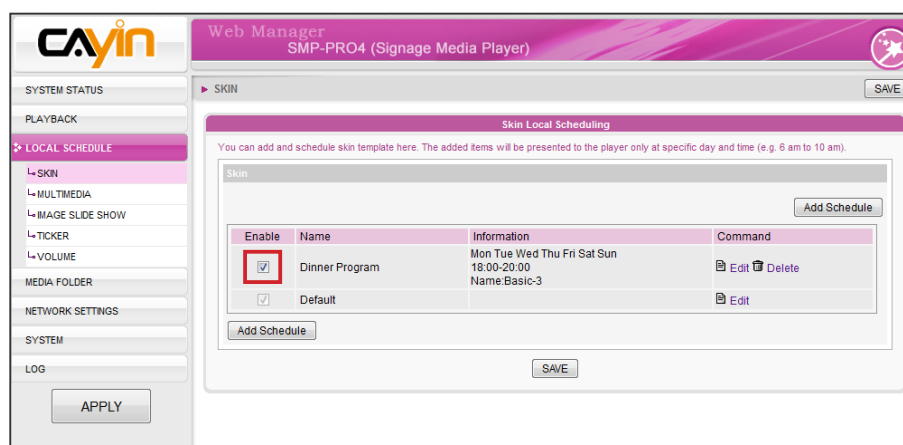 CAYIN
Web Manager
SMP-PRO4 (Signage Media Player)
SYSTEM STATUS
PLAYBACK
LOCAL SCHEDULE
SKIN
MULTIMEDIA
IMAGE SLIDE SHOW
TICKER
VOLUME
MEDIA FOLDER
NETWORK SETTINGS
SYSTEM
LOG
APPLY
SKIN
SAVE
Skin Local Scheduling
You can add and schedule skin template here. The added items will be presented to the player only at specific day and time (e.g. 6 am to 10 am).
Skin
Add Schedule
Enable Name Information Command
Dinner Program Mon Tue Wed Thu Fri Sat Sun Edit Delete
18:00-20:00
Name:Basic-3
Default Edit
Add Schedule
SAVE